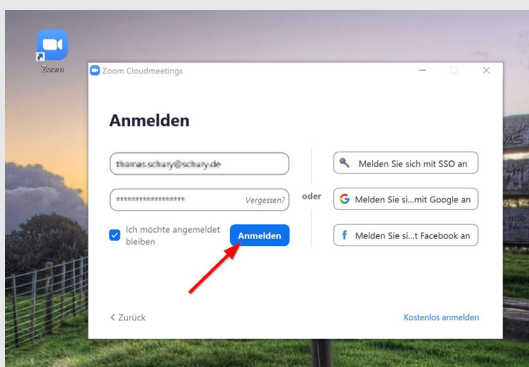 Zoom
Zoom Cloudmeetings
Anmelden
thomas.schury@schury.de
******************
Vergessen?
Ich möchte angemeldet
bleiben
Anmelden
oder
Melden Sie sich mit SSO an
Melden Sie si...mit Google an
Melden Sie si...t Facebook an
< Zurück
Kostenlos anmelden